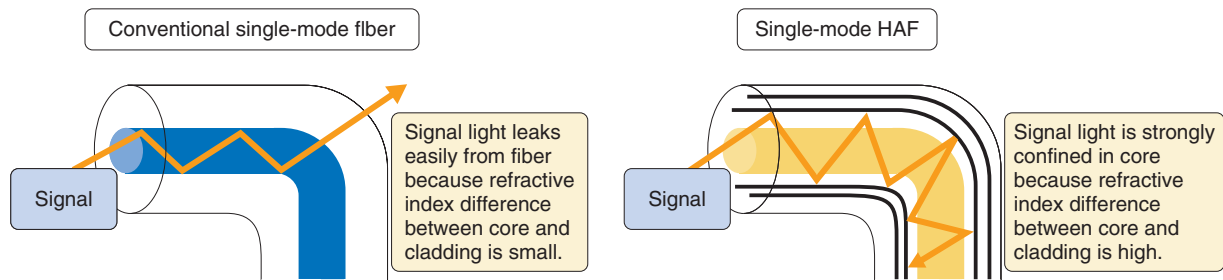 Conventional single-mode flber
Signal
Signal light leaks
easily from fiber
because refractive
index difference
between core and
cladding is small.
Single-mode HAF
Signal
Signal light is strongly
confined in core
because refractive
index difference
between core and
cladding is high.